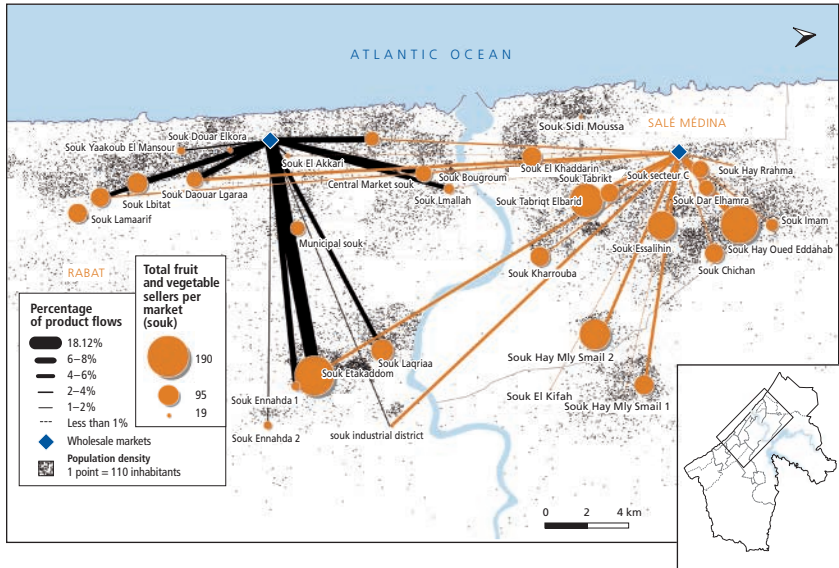 ATLANTIC OCEAN
Souk Sidi Moussa
SALÉ MÉDINA
Souk Douar Elkora
Souk Yaakoub El Mansour
Souk El Akkari
Souk Bougroum
Central Market souk
Souk Lmallah
Souk El Khaddarin
Souk secteur C
Souk Hay Rrahma
Souk Tabrikt
Souk Tabriqt Elbarid
Souk Dar Elhamra
Souk Daouar Lgaraa
Souk Lbitat
Souk Lamaarif
Municipal souk
Souk Essalihin
Souk Imam
Souk Hay Oued Eddahab
Souk Chichan
Souk Kharrouba
RABAT
Souk Laqriaa
Souk Etakaddom
Souk Ennahda 1
Souk Ennahda 2
souk industrial district
Souk Hay Mly Smail 2
Souk El Kifah
Souk Hay Mly Smail 1
Percentage
of product flows
18.12%
6–8%
4–6%
2–4%
1–2%
Less than 1%
Wholesale markets
Population density
1 point = 110 inhabitants
Total fruit
and vegetable
sellers per
market
(souk)
190
95
19
0 2 4 km